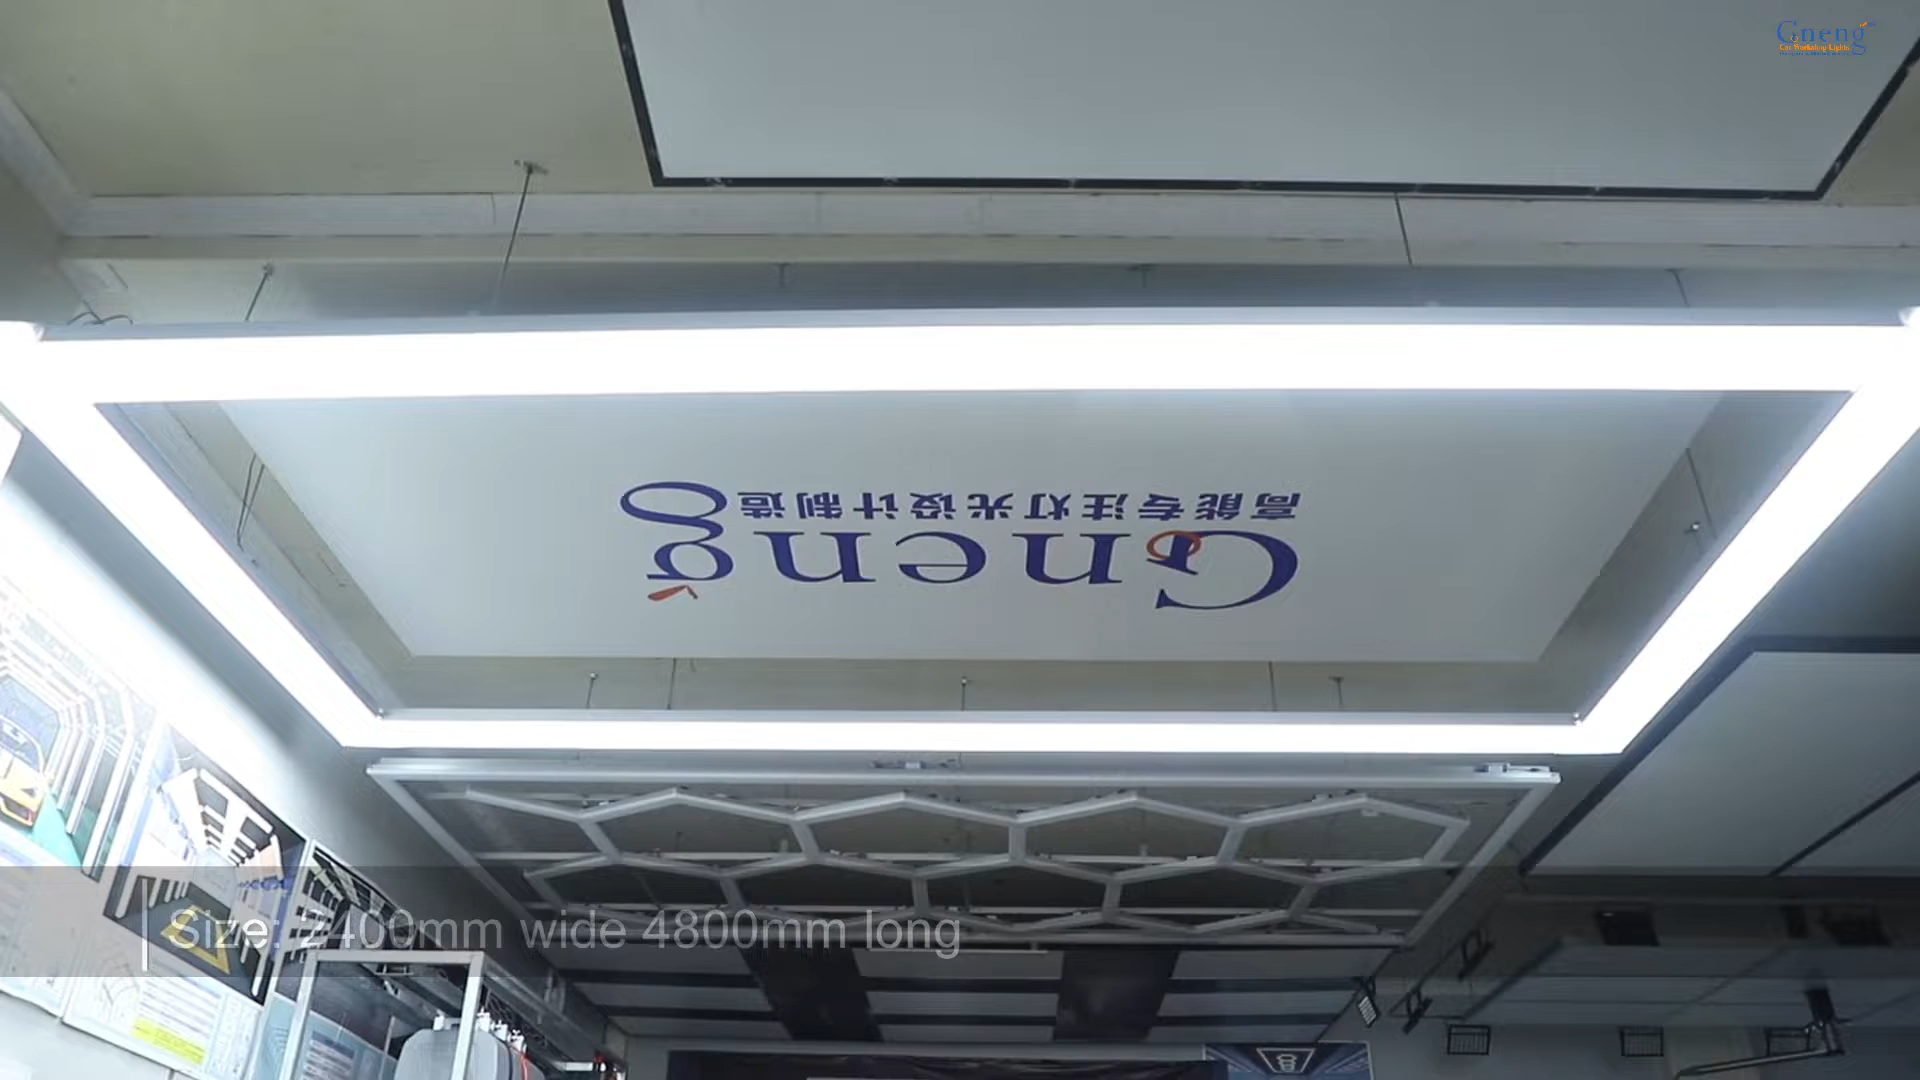 Gneng
Car Workshop Lights
高能专注灯光设计制造
Gneng
Size: 2400mm wide 4800mm long